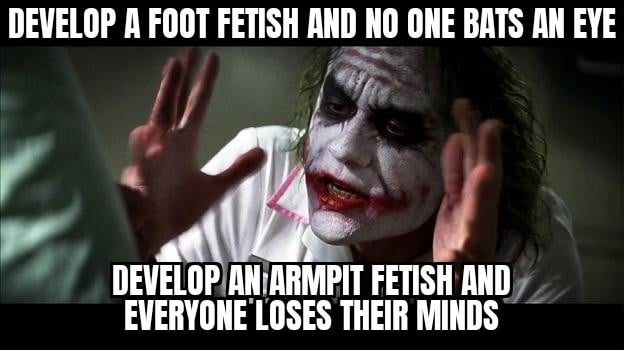 DEVELOP A FOOT FETISH AND NO ONE BATS AN EYE
DEVELOP AN ARMPIT FETISH AND
EVERYONE LOSES THEIR MINDS